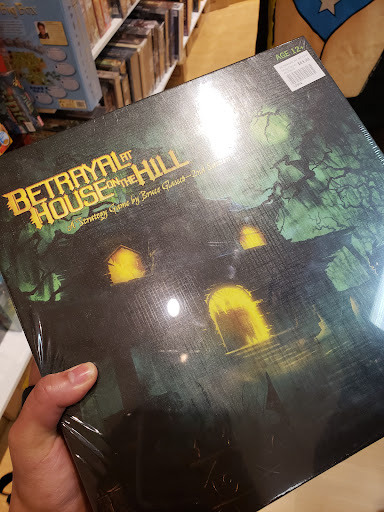 AGE 12+
BETRAYAL AT
HOUSE ON THE HILL
A Strategy Game by Bruce Glassco